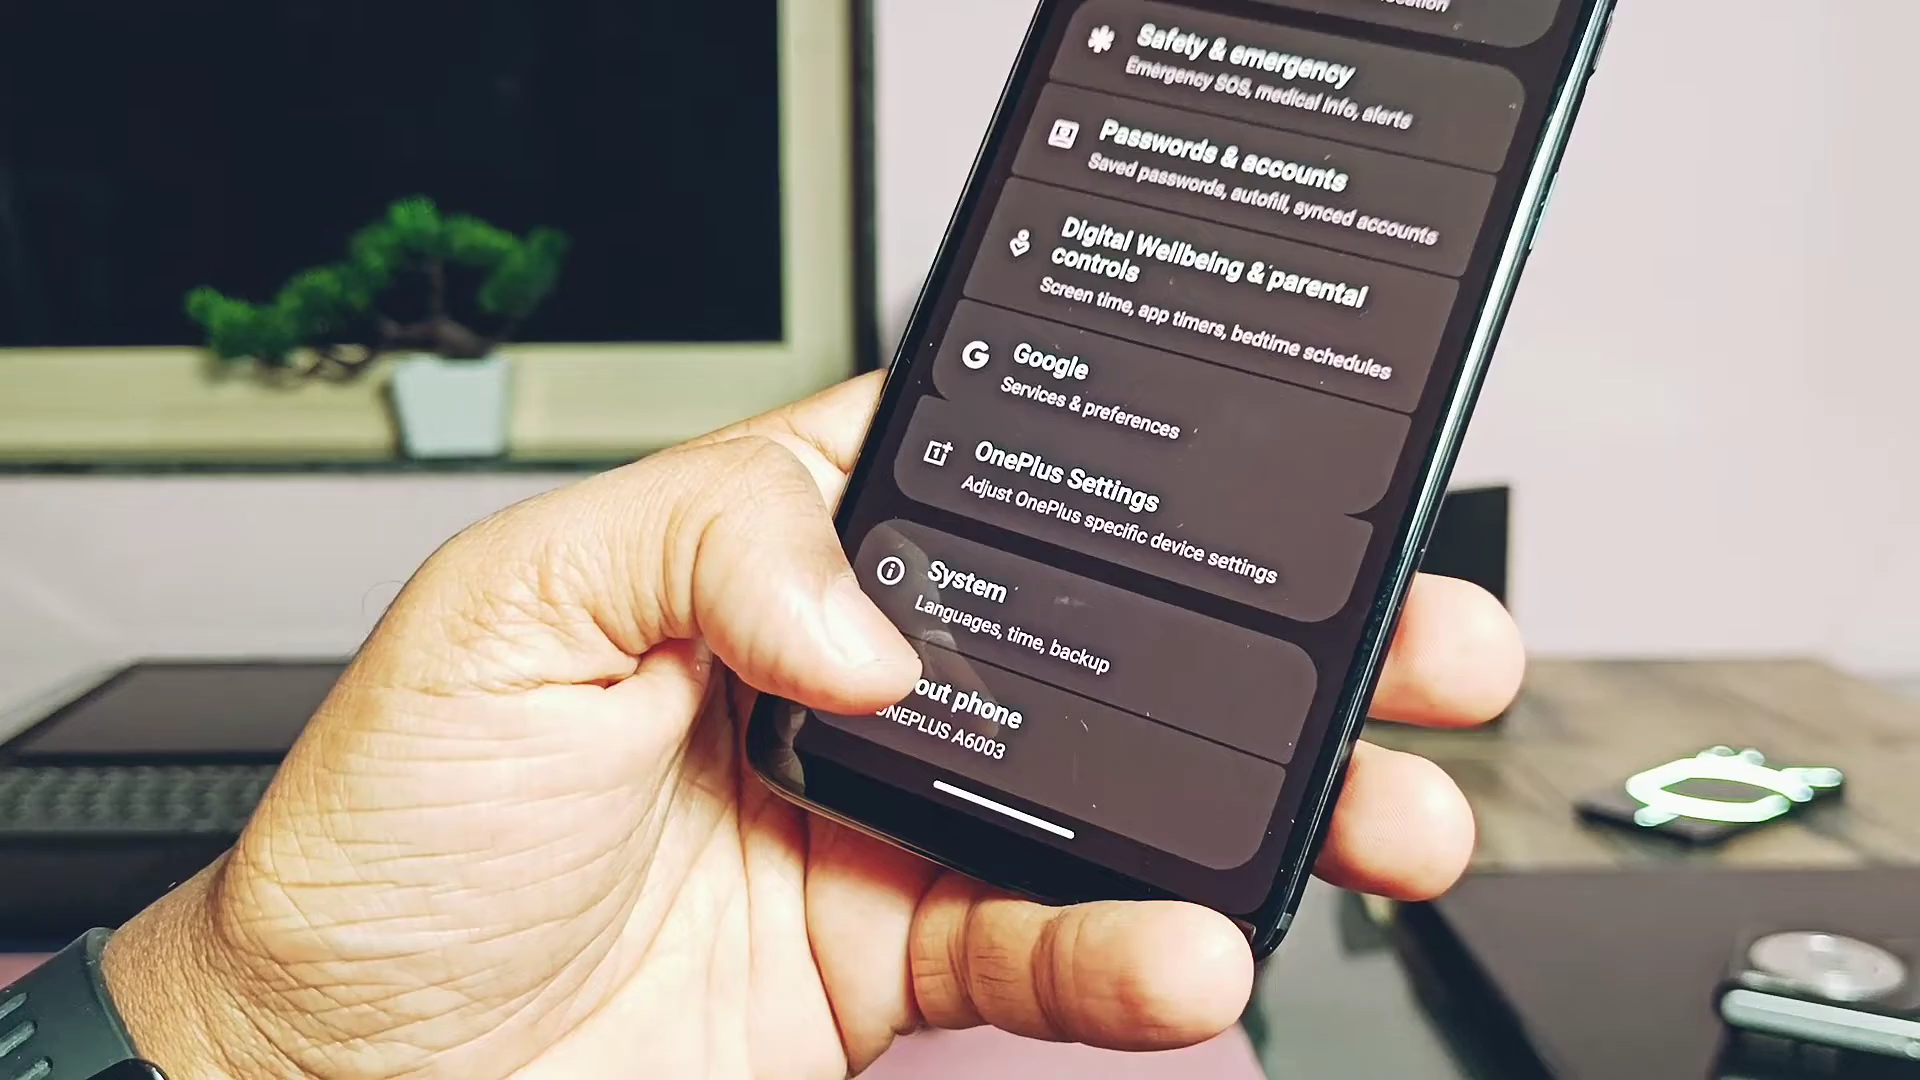 Safety & emergency
Emergency SOS, medical info, alerts
Passwords & accounts
Saved passwords, autofill, synced accounts
Digital Wellbeing & parental
controls
Screen time, app timers, bedtime schedules
Google
Services & preferences
OnePlus Settings
Adjust OnePlus specific device settings
System
Languages, time, backup
out phone
ONEPLUS A6003